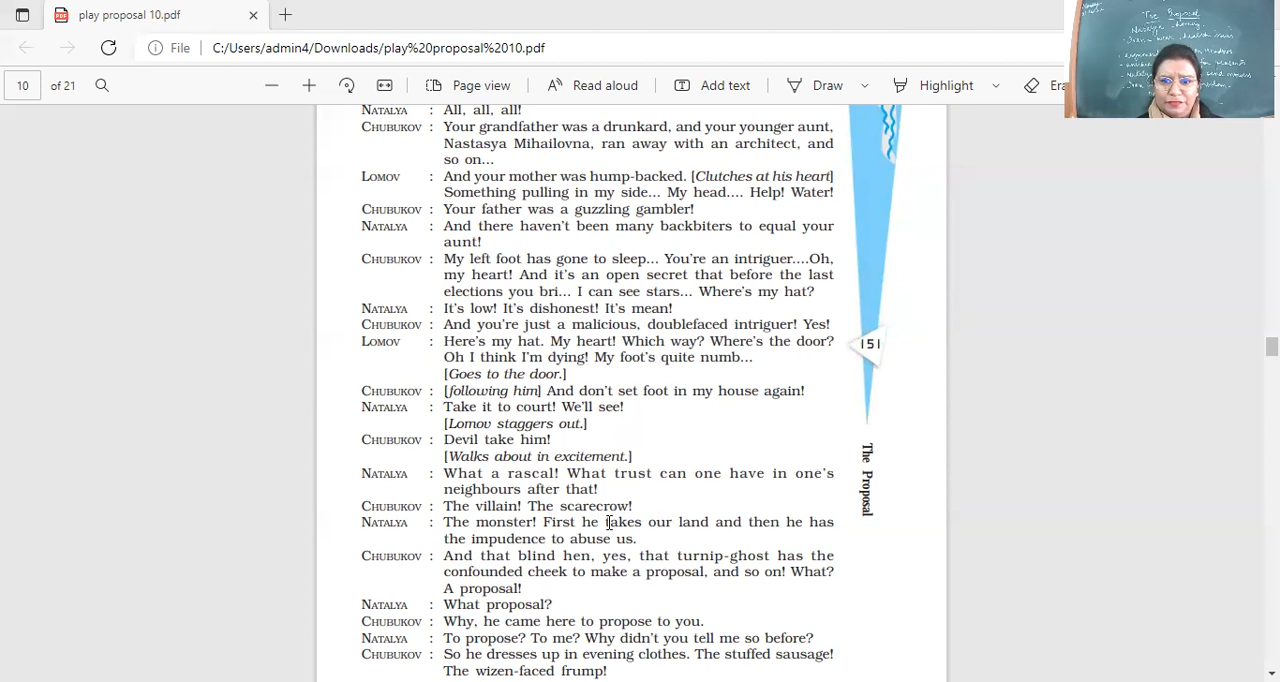 play proposal 10.pdf
File C:/Users/admin4/Downloads/play%20proposal%2010.pdf
10 of 21 Page view Read aloud Add text Draw Highlight Era
The Proposal
NATALYA : All, all, all!
CHUBUKOV : Your grandfather was a drunkard, and your younger aunt,
Nastasya Mihailovna, ran away with an architect, and
so on...
LOMOV : And your mother was hump-backed. [Clutches at his heart]
Something pulling in my side... My head.... Help! Water!
CHUBUKOV : Your father was a guzzling gambler!
NATALYA : And there haven't been many backbiters to equal your
aunt!
CHUBUKOV : My left foot has gone to sleep... You're an intriguer....Oh,
my heart! And it's an open secret that before the last
elections you bri... I can see stars... Where's my hat?
NATALYA : It's low! It's dishonest! It's mean!
CHUBUKOV : And you're just a malicious, doublefaced intriguer! Yes!
LOMOV : Here's my hat. My heart! Which way? Where's the door?
Oh I think I'm dying! My foot's quite numb...
[Goes to the door.]
CHUBUKOV : [following him] And don't set foot in my house again!
NATALYA : Take it to court! We'll see!
[Lomov staggers out.]
CHUBUKOV : Devil take him!
[Walks about in excitement.]
NATALYA : What a rascal! What trust can one have in one's
neighbours after that!
CHUBUKOV : The villain! The scarecrow!
NATALYA : The monster! First he takes our land and then he has
the impudence to abuse us.
CHUBUKOV : And that blind hen, yes, that turnip-ghost has the
confounded cheek to make a proposal, and so on! What?
A proposal!
NATALYA : What proposal?
CHUBUKOV : Why, he came here to propose to you.
NATALYA : To propose? To me? Why didn't you tell me so before?
CHUBUKOV : So he dresses up in evening clothes. The stuffed sausage!
The wizen-faced frump!
151
The Proposal